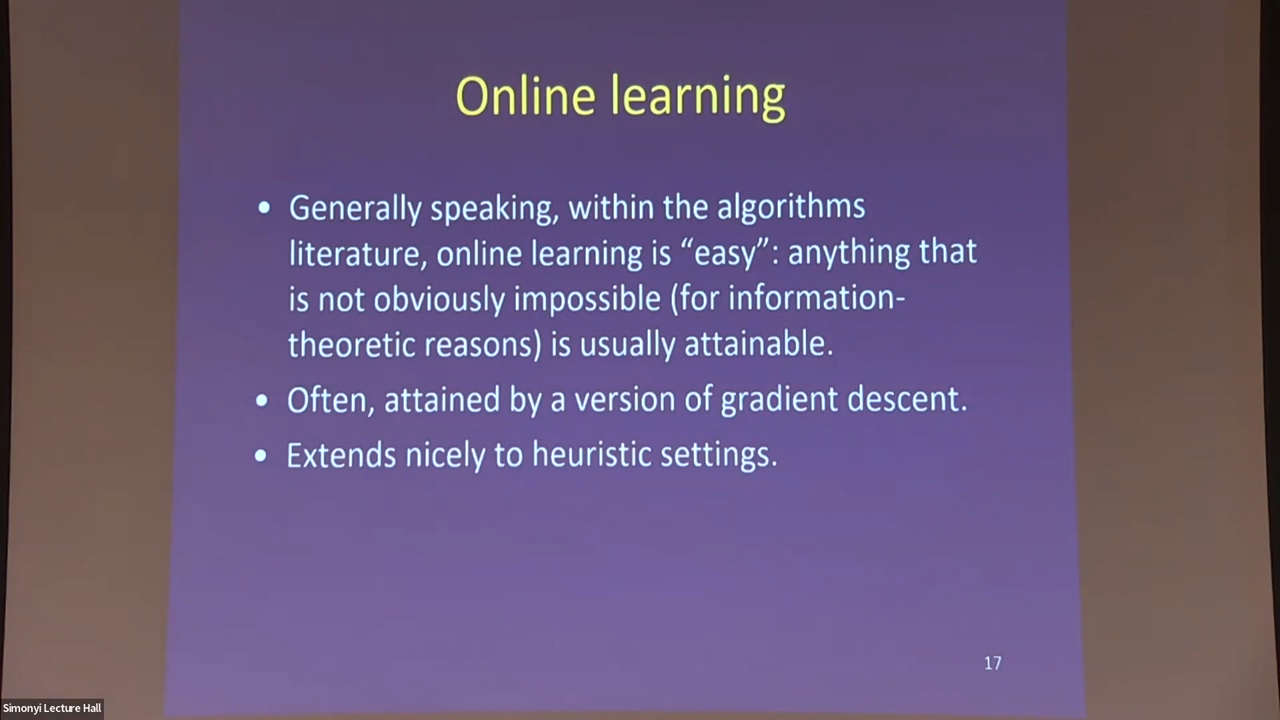 Online learning
• Generally speaking, within the algorithms
literature, online learning is “easy”: anything that
is not obviously impossible (for information-
theoretic reasons) is usually attainable.
• Often, attained by a version of gradient descent.
• Extends nicely to heuristic settings.
17
Simonyi Lecture Hall